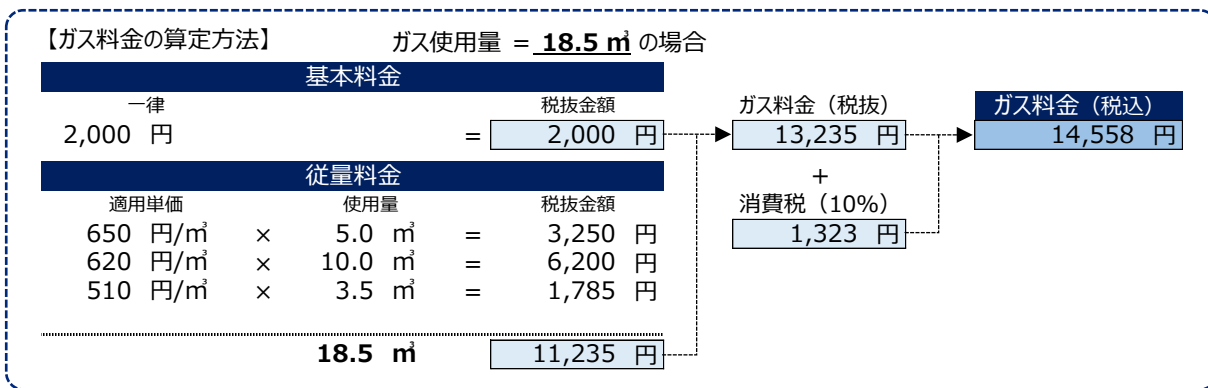 【ガス料金の算定方法】 ガス使用量 = 18.5 ㎥ の場合
基本料金
一律 税抜金額
2,000 円 = 2,000 円
従量料金
適用単価 使用量 税抜金額
650 円/㎥ × 5.0 ㎥ = 3,250 円
620 円/㎥ × 10.0 ㎥ = 6,200 円
510 円/㎥ × 3.5 ㎥ = 1,785 円
18.5 ㎥ 11,235 円
ガス料金（税抜）
13,235 円
+
消費税（10%）
1,323 円
ガス料金（税込）
14,558 円